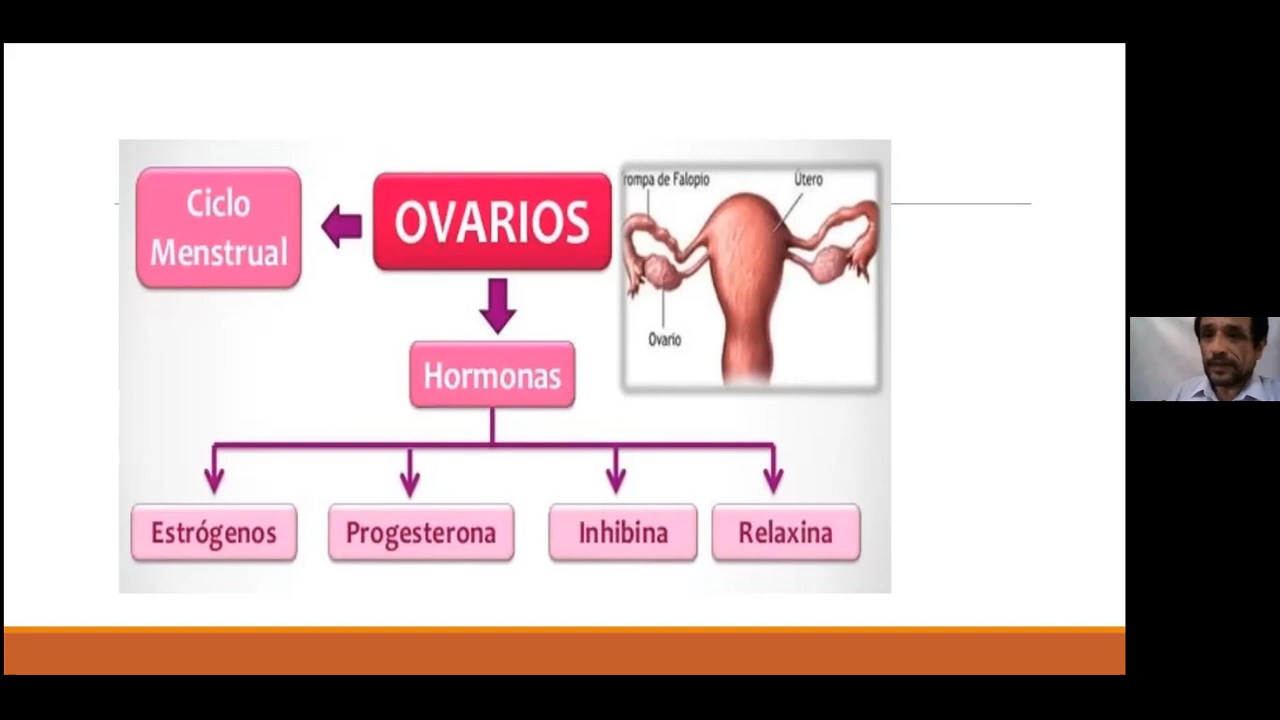 Ciclo
Menstrual
OVARIOS
rompa de Falopio
Útero
Ovario
Hormonas
Estrógenos
Progesterona
Inhibina
Relaxina